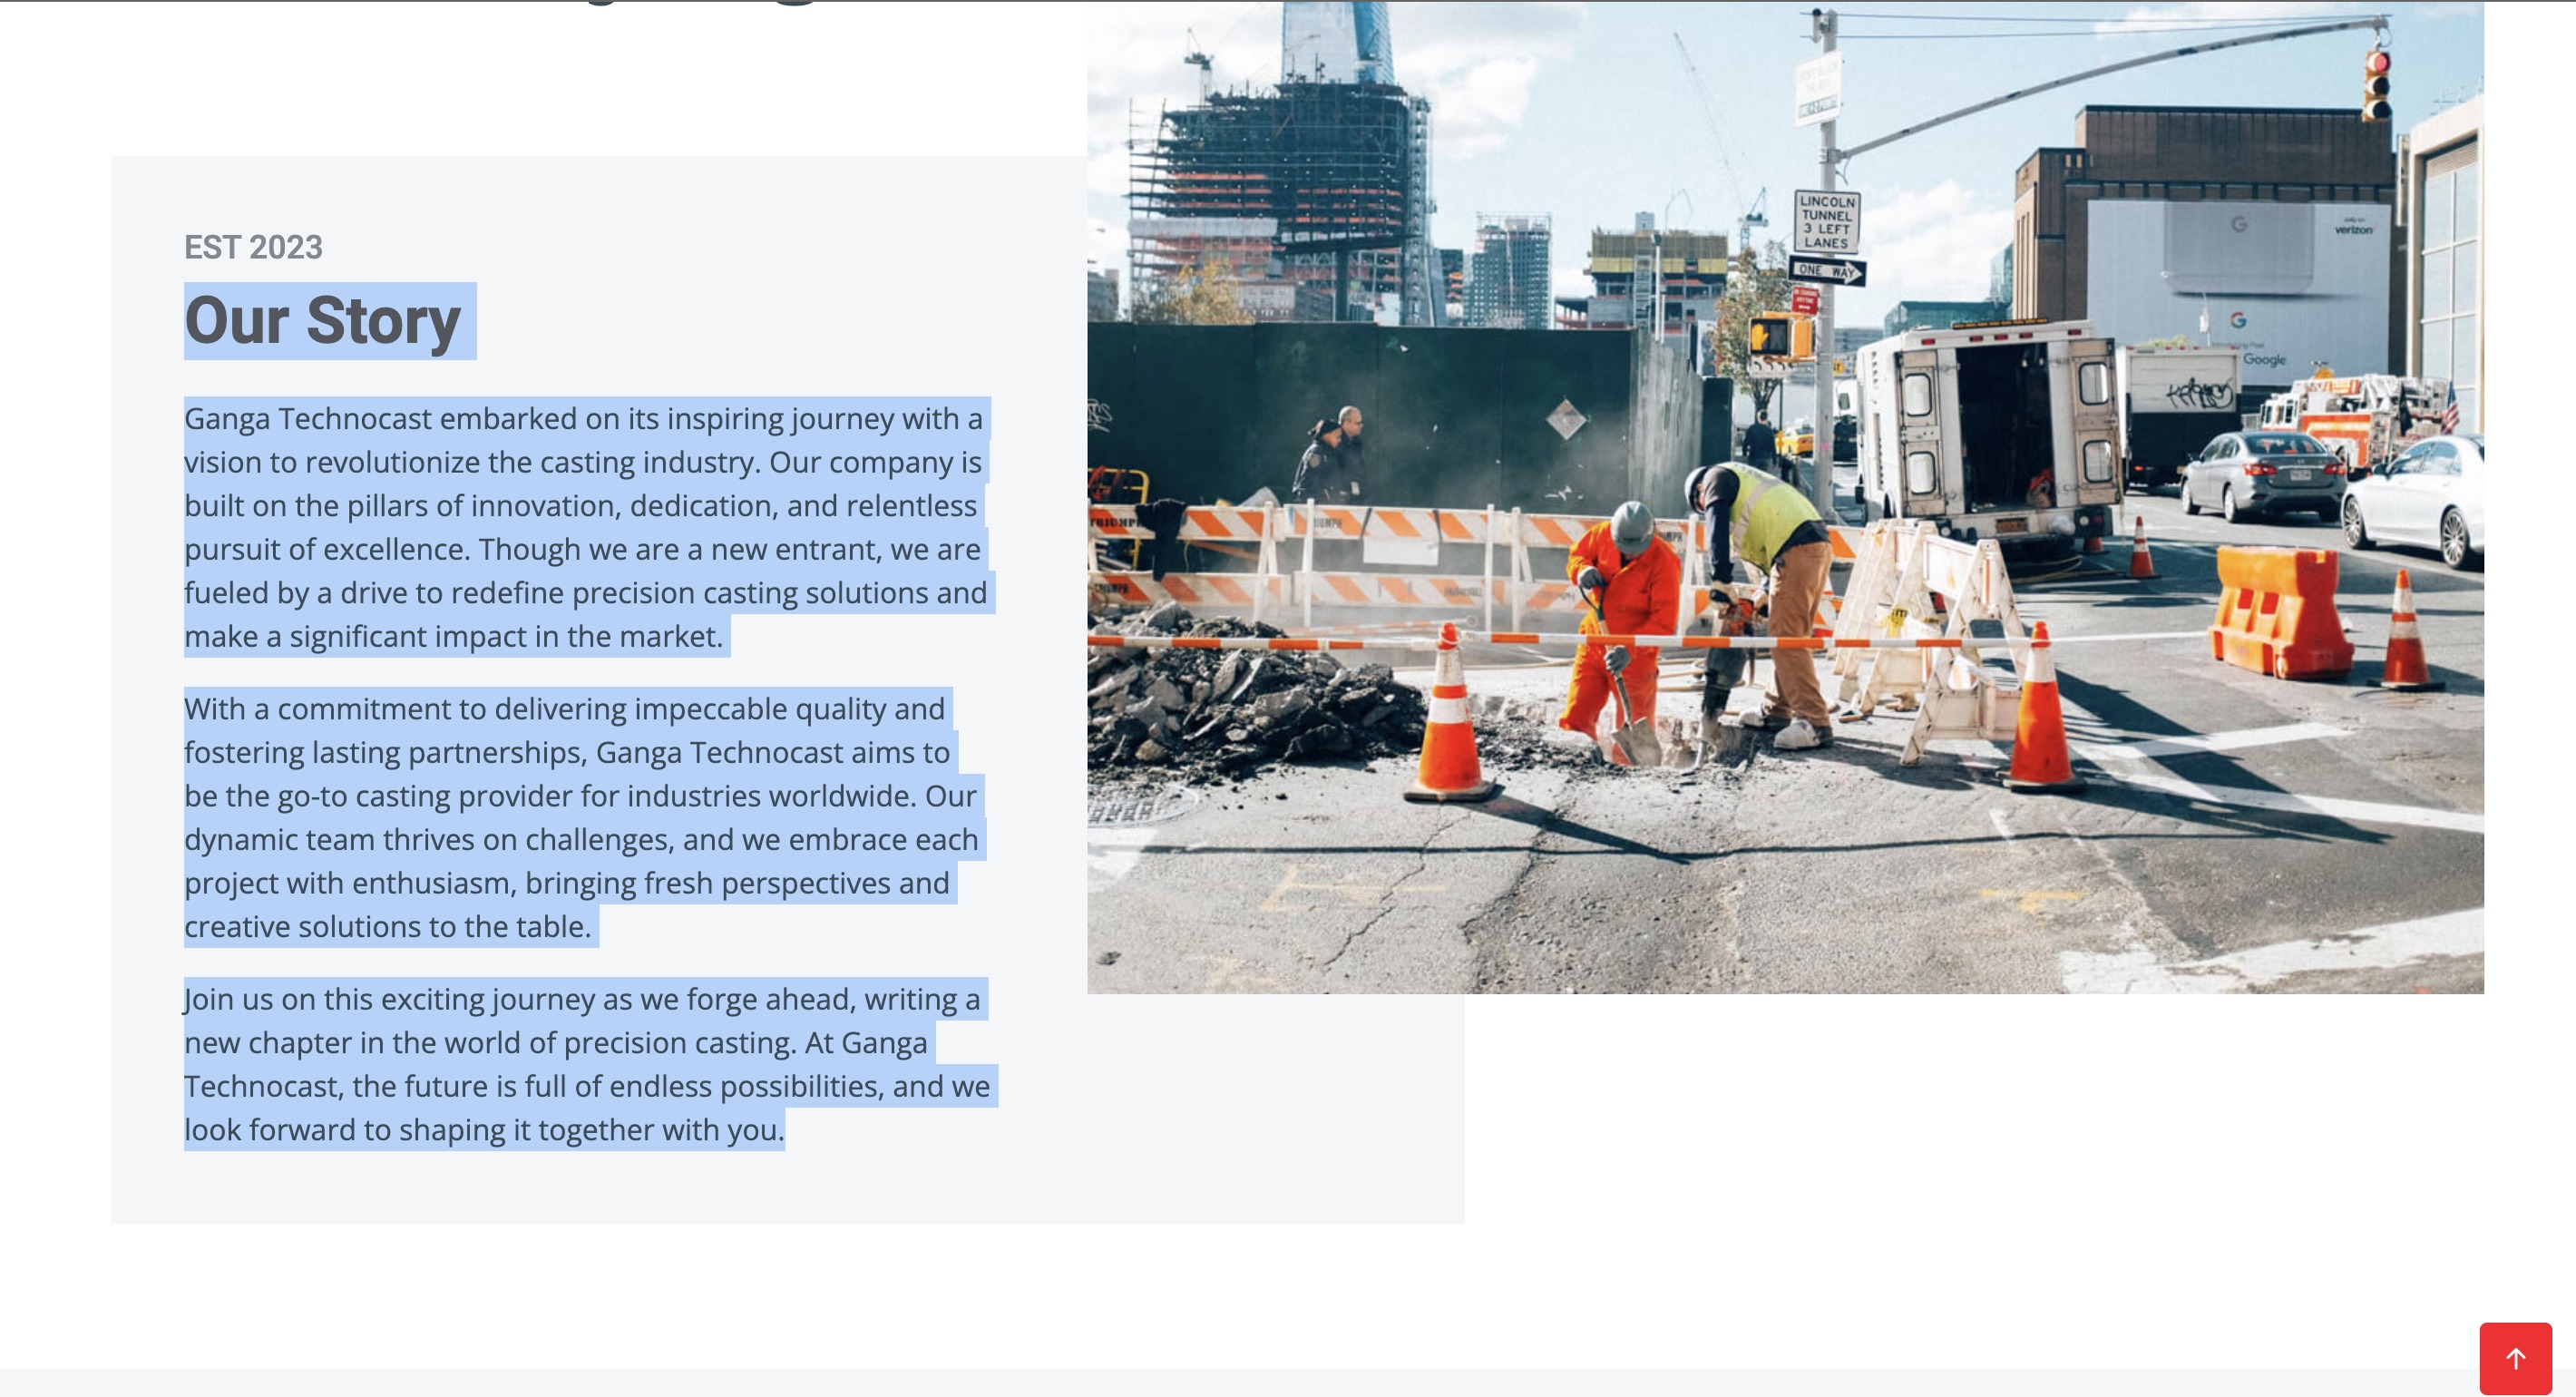 EST 2023
Our Story
Ganga Technocast embarked on its inspiring journey with a
vision to revolutionize the casting industry. Our company is
built on the pillars of innovation, dedication, and relentless
pursuit of excellence. Though we are a new entrant, we are
fueled by a drive to redefine precision casting solutions and
make a significant impact in the market.
With a commitment to delivering impeccable quality and
fostering lasting partnerships, Ganga Technocast aims to
be the go-to casting provider for industries worldwide. Our
dynamic team thrives on challenges, and we embrace each
project with enthusiasm, bringing fresh perspectives and
creative solutions to the table.
Join us on this exciting journey as we forge ahead, writing a
new chapter in the world of precision casting. At Ganga
Technocast, the future is full of endless possibilities, and we
look forward to shaping it together with you.
LINCOLN
TUNNEL
3 LEFT
LANES
ONE WAY
only on
verizon
G
G
Google
TRIUMPH